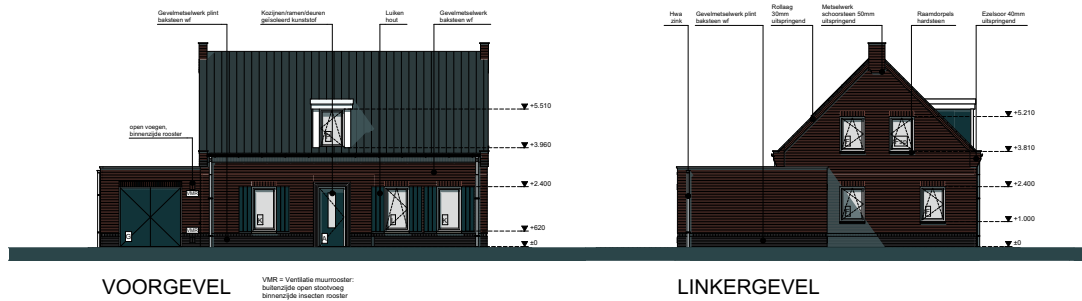 Gevelmetselwerk plint
baksteen wf
Kozijnen/ramen/deuren
geïsoleerd kunststof
Luiken
hout
Gevelmetselwerk
baksteen wf
open voegen,
binnenzijde rooster
VMR
VMR
+5.510
+3.960
+2.400
+620
±0
VOORGEVEL
VMR = Ventilatie muurrooster:
buitenzijde open stootvoeg
binnenzijde insecten rooster
Hwa
zink
Gevelmetselwerk plint
baksteen wf
Rollaag
30mm
uitspringend
Metselwerk
schoorsteen 50mm
uitspringend
Raamdorpels
hardsteen
Ezelsoor 40mm
uitspringend
+5.210
+3.810
+2.400
+1.000
±0
LINKERGEVEL